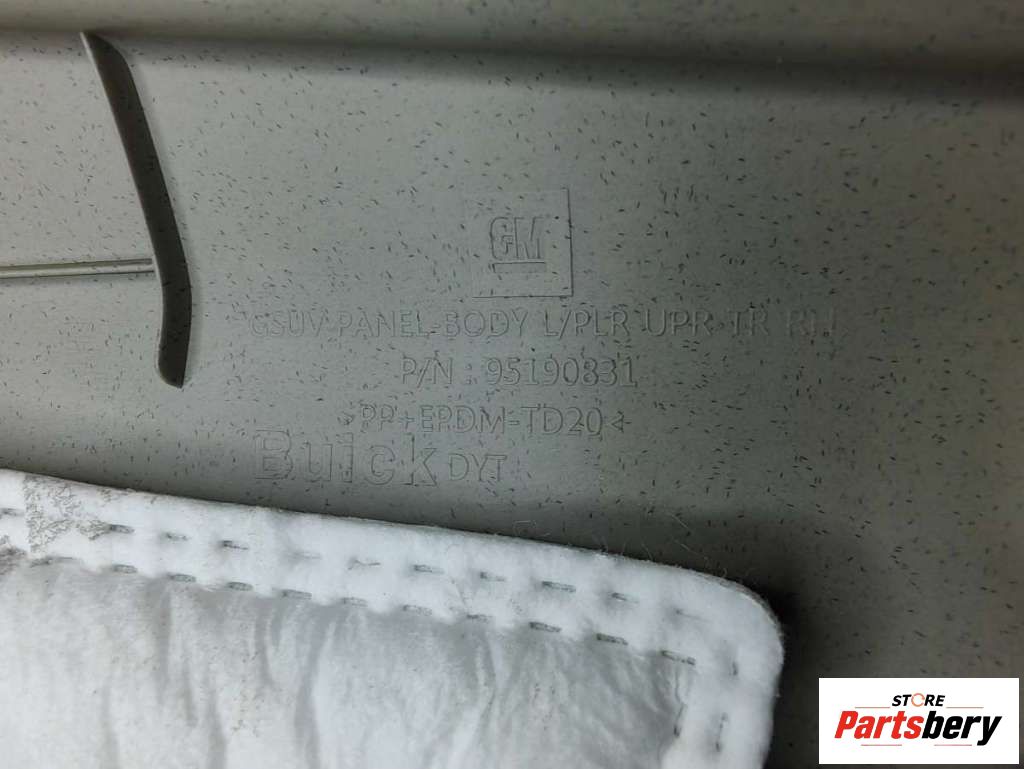 GM
GSUV PANEL-BODY L/PLR UPR TR RH
P/N : 95190831
>PP+EPDM-TD20<
Buick DYT
STORE
Partsbery